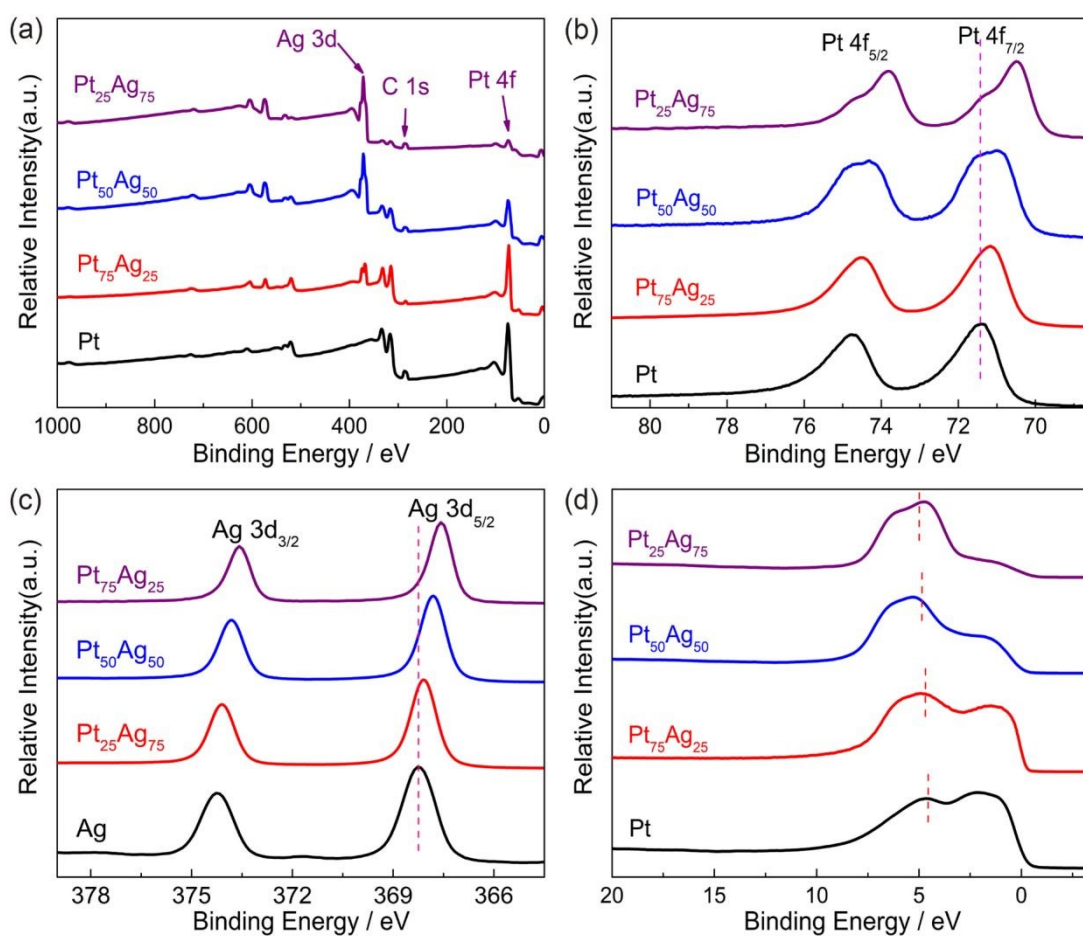 (a)
Ag 3d
C 1s
Pt 4f
Pt25Ag75
Pt50Ag50
Pt75Ag25
Pt
Relative Intensity(a.u.)
1000 800 600 400 200 0
Binding Energy / eV
(b)
Pt 4f5/2 Pt 4f7/2
Pt25Ag75
Pt50Ag50
Pt75Ag25
Pt
Relative Intensity(a.u.)
80 78 76 74 72 70
Binding Energy / eV
(c)
Ag 3d3/2 Ag 3d5/2
Pt75Ag25
Pt50Ag50
Pt25Ag75
Ag
Relative Intensity(a.u.)
378 375 372 369 366
Binding Energy / eV
(d)
Pt25Ag75
Pt50Ag50
Pt75Ag25
Pt
Relative Intensity(a.u.)
20 15 10 5 0
Binding Energy / eV